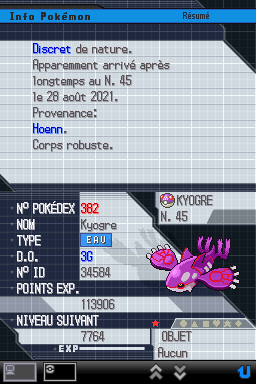 Info Pokémon
Résumé
Discret de nature.
Apparemment arrivé après
longtemps au N. 45
le 28 août 2021.
Provenance:
Hoenn.
Corps robuste.
Nº POKÉDEX 382
NOM Kyogre
TYPE EAU
D.O. 3G
Nº ID 34584
POINTS EXP.
113906
NIVEAU SUIVANT
7764
EXP
KYOGRE
N. 45
OBJET
Aucun